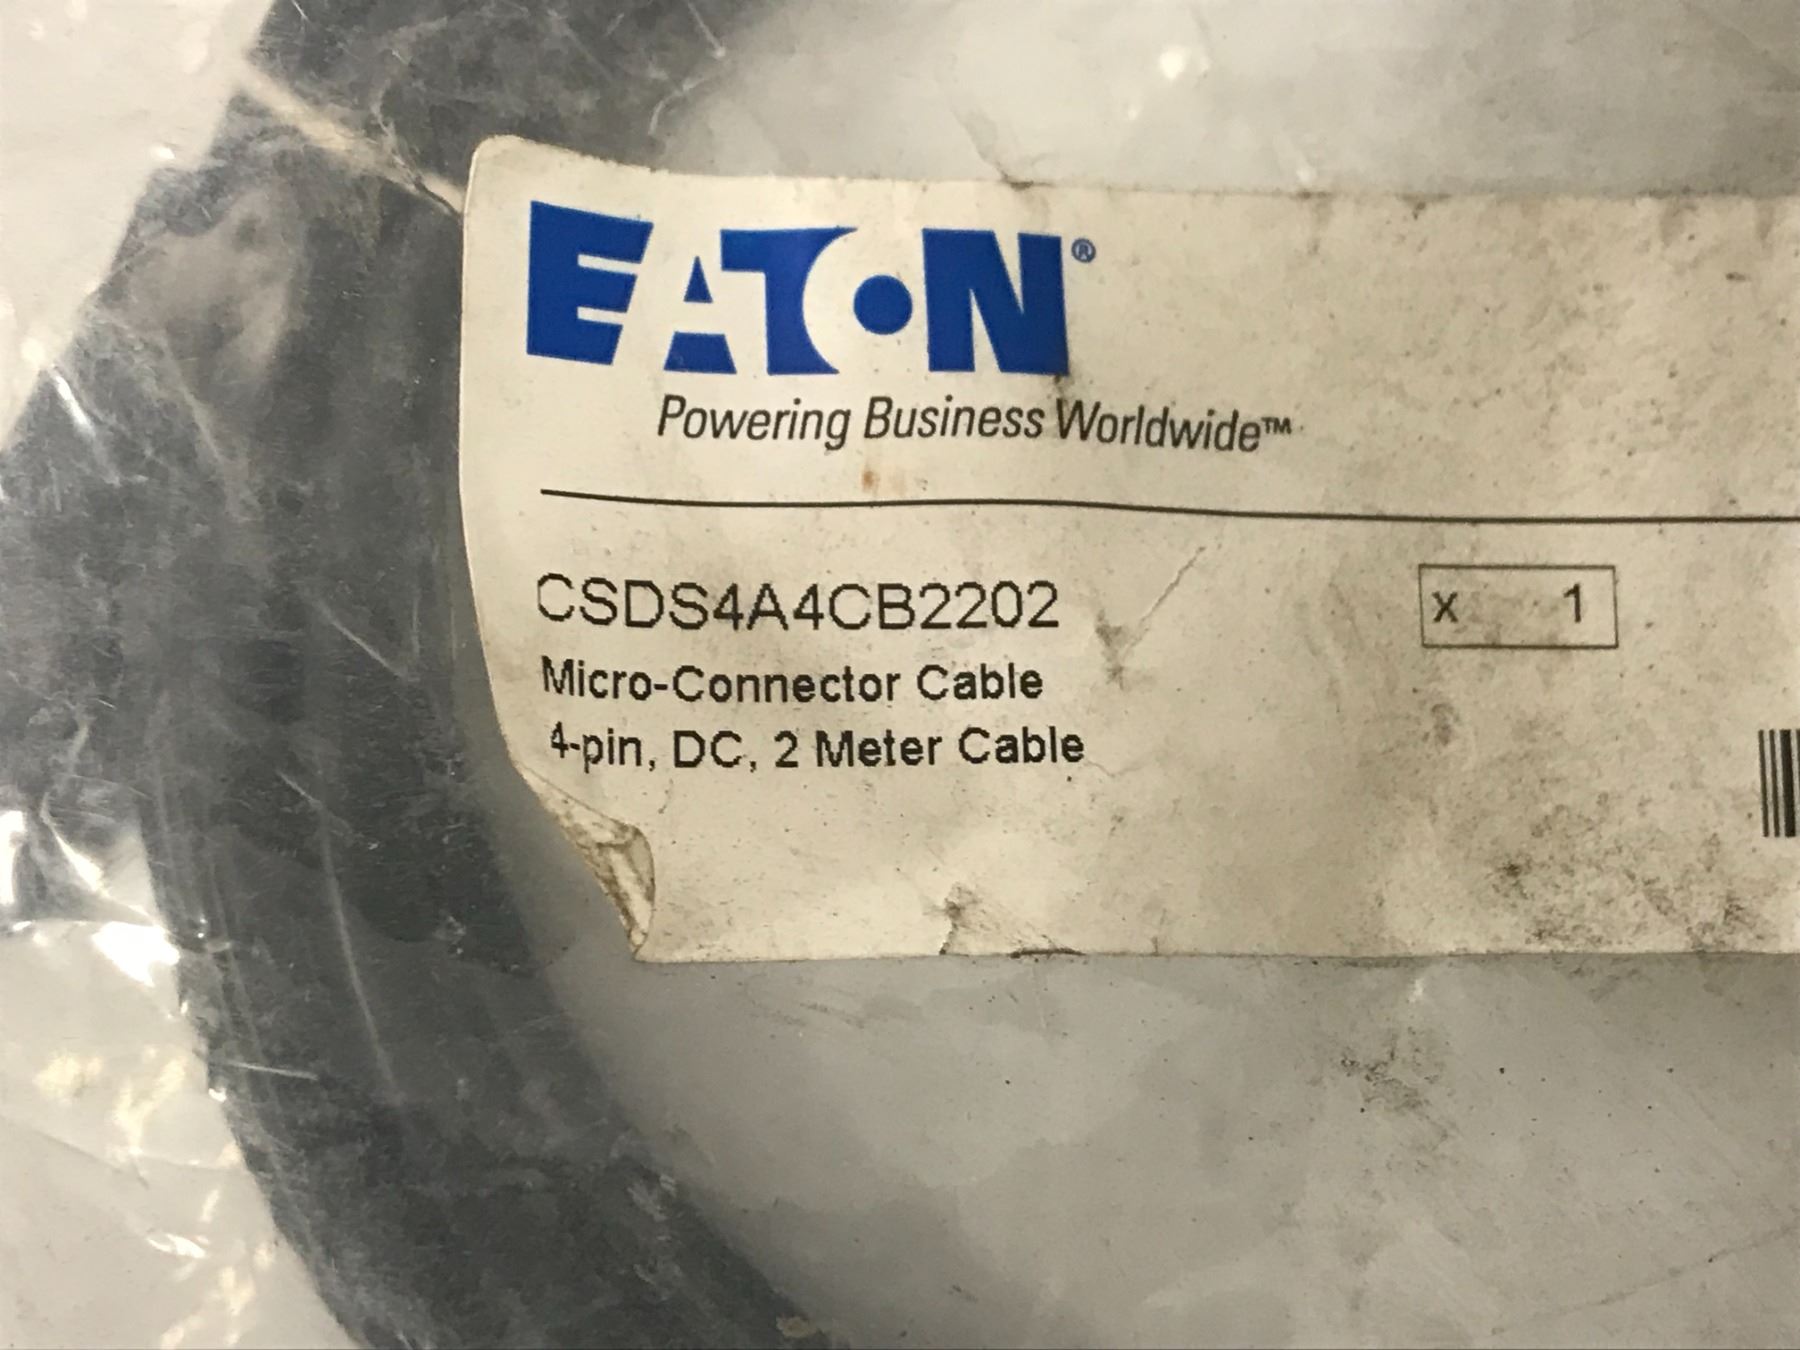 EATON®
Powering Business Worldwide™
CSDS4A4CB2202
x 1
Micro-Connector Cable
4-pin, DC, 2 Meter Cable